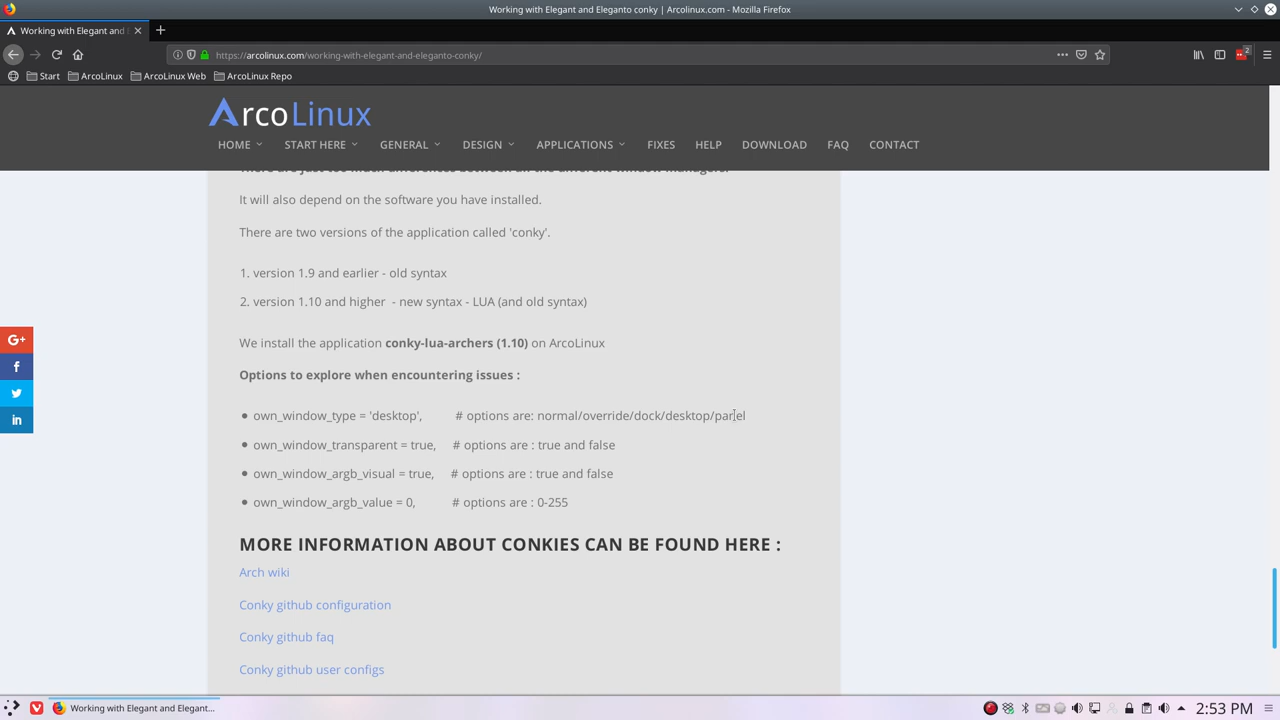 Working with Elegant and Eleganto conky | Arcolinux.com - Mozilla Firefox
Working with Elegant and E
https://arcolinux.com/working-with-elegant-and-eleganto-conky/
2
Start ArcoLinux ArcoLinux Web ArcoLinux Repo
ArcoLinux
HOME START HERE GENERAL DESIGN APPLICATIONS FIXES HELP DOWNLOAD FAQ CONTACT
There are just too much differences between all the different window managers.
It will also depend on the software you have installed.
There are two versions of the application called 'conky'.
1. version 1.9 and earlier - old syntax
2. version 1.10 and higher - new syntax - LUA (and old syntax)
We install the application conky-lua-archers (1.10) on ArcoLinux
Options to explore when encountering issues :
own_window_type = 'desktop', # options are: normal/override/dock/desktop/panel
own_window_transparent = true, # options are : true and false
own_window_argb_visual = true, # options are : true and false
own_window_argb_value = 0, # options are : 0-255
MORE INFORMATION ABOUT CONKIES CAN BE FOUND HERE :
Arch wiki
Conky github configuration
Conky github faq
Conky github user configs
G+
f
in
Working with Elegant and Elegant... 2:53 PM